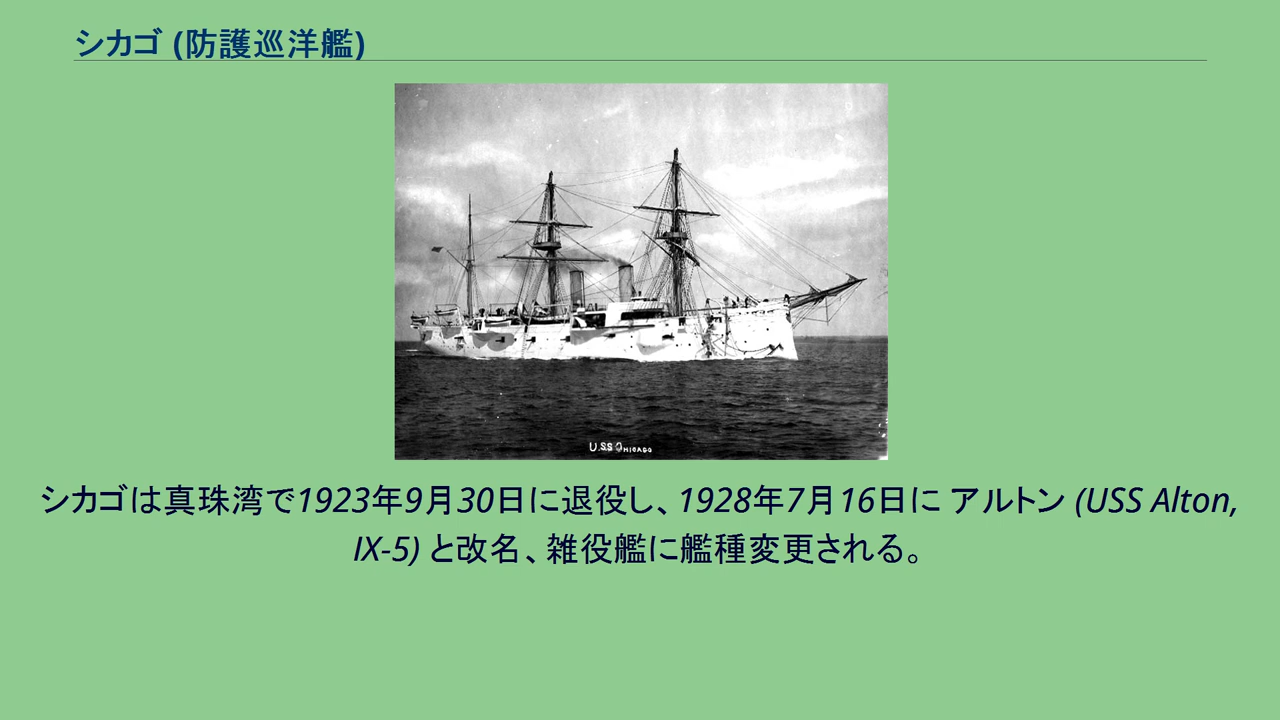 シカゴ (防護巡洋艦)
U.S.S CHICAGO
シカゴは真珠湾で1923年9月30日に退役し、1928年7月16日に アルトン (USS Alton,
IX-5) と改名、雑役艦に艦種変更される。